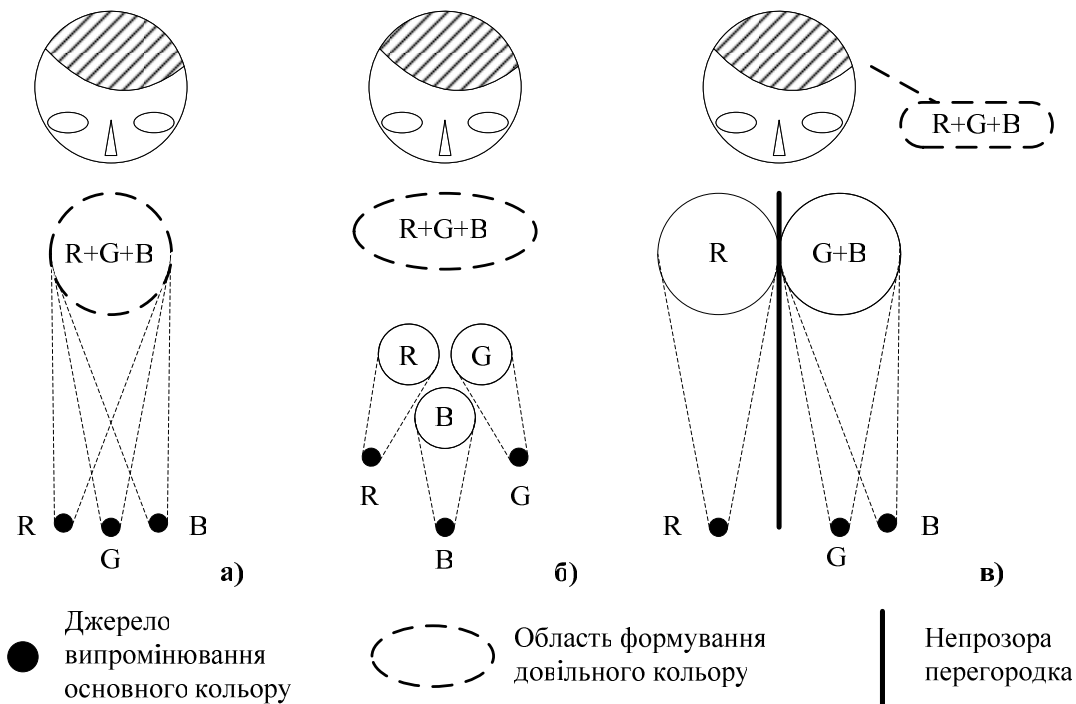 R+G+B
R+G+B
R+G+B
R
G+B
R
G
B
R
G
B
R
G
B
R
G
B
а)
б)
в)
Джерело
випромінювання
основного кольору
Область формування
довільного кольору
Непрозора
перегородка